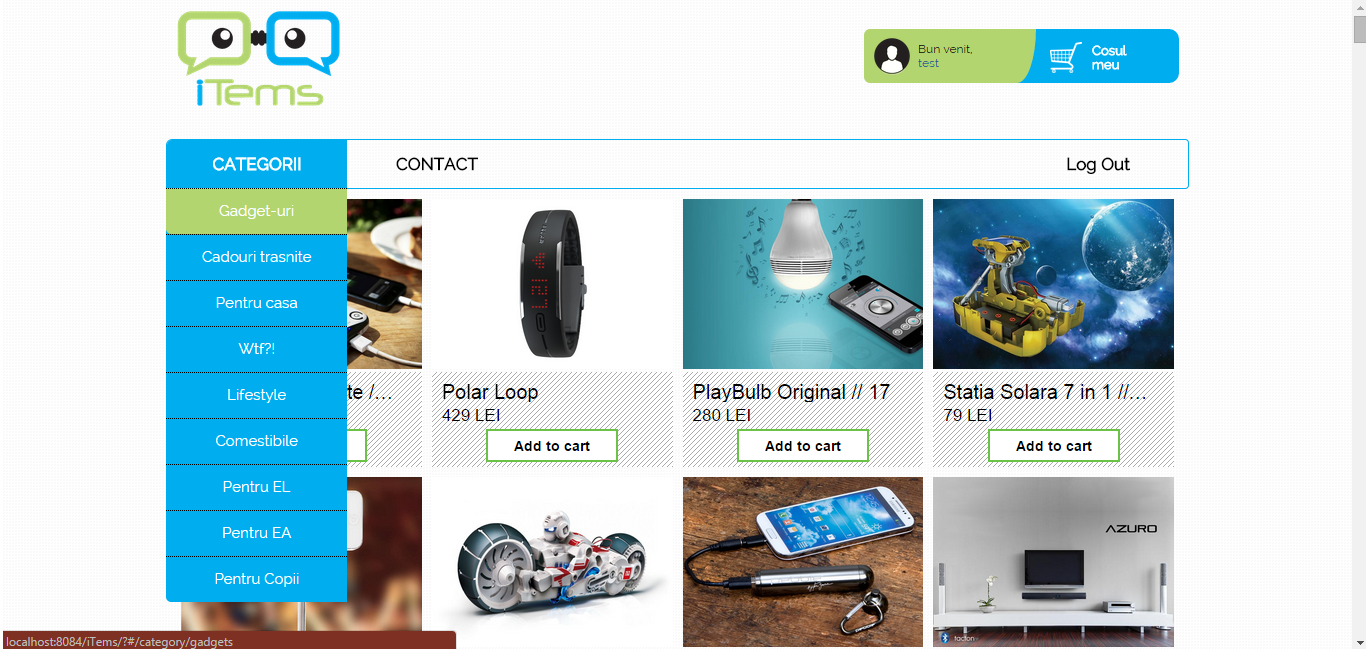 iTems
Bun venit,
test
Cosul
meu
CATEGORII
CONTACT
Log Out
Gadget-uri
Cadouri trasnite
Pentru casa
Wtf?!
Lifestyle
Comestibile
Pentru EL
Pentru EA
Pentru Copii
te /...
Polar Loop
429 LEI
Add to cart
PlayBulb Original // 17
280 LEI
Add to cart
Statia Solara 7 in 1 //...
79 LEI
Add to cart
AZURO
localhost:8084/iTems/?#/category/gadgets